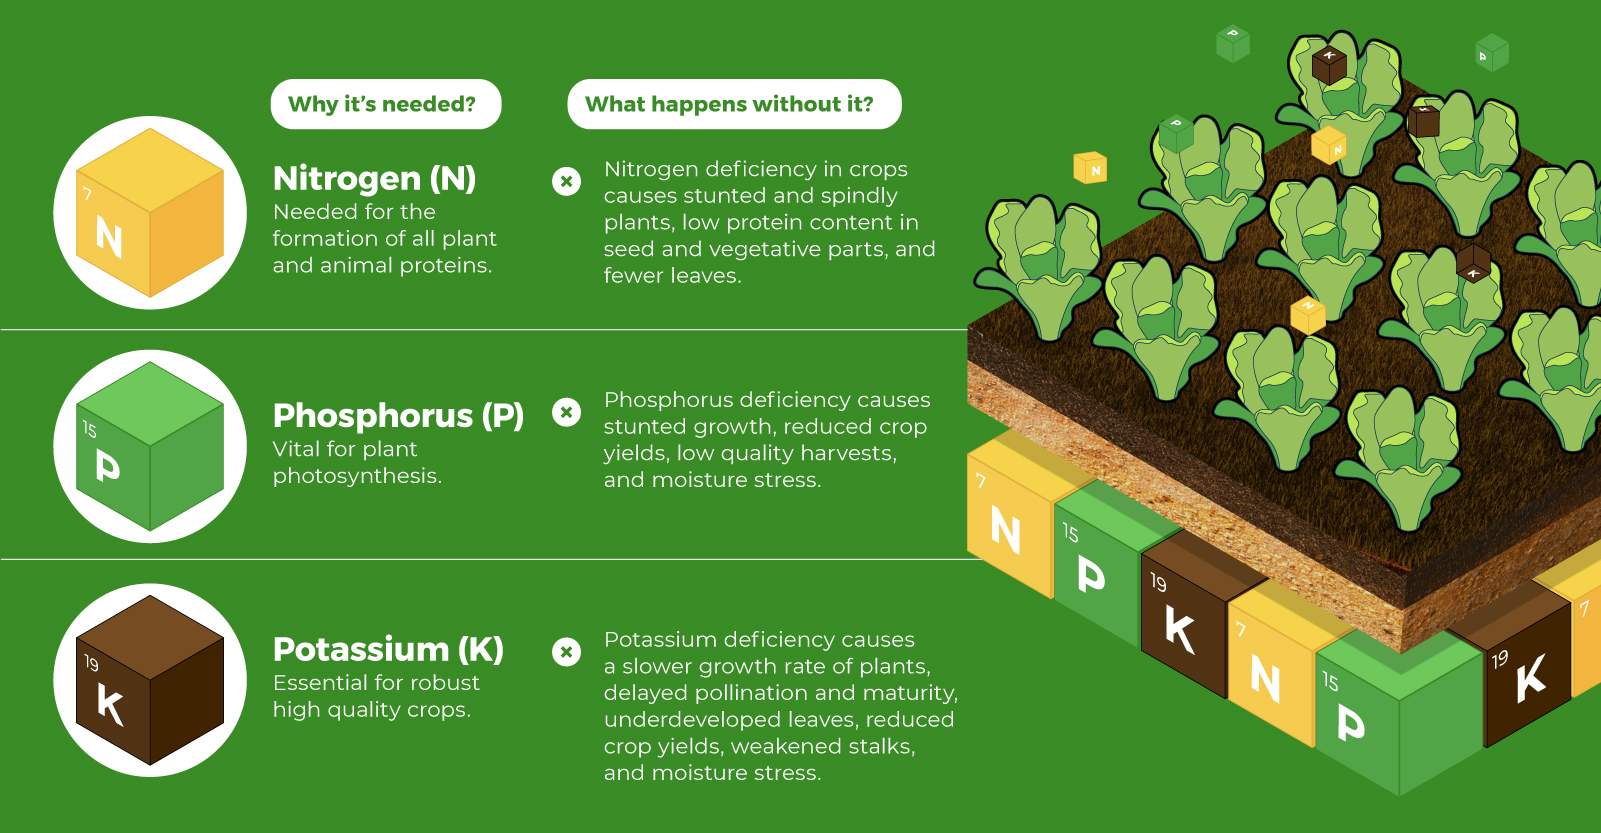 Why it's needed?
What happens without it?
7
N
Nitrogen (N)
Needed for the
formation of all plant
and animal proteins.
Nitrogen deficiency in crops
causes stunted and spindly
plants, low protein content in
seed and vegetative parts, and
fewer leaves.
15
P
Phosphorus (P)
Vital for plant
photosynthesis.
Phosphorus deficiency causes
stunted growth, reduced crop
yields, low quality harvests,
and moisture stress.
19
K
Potassium (K)
Essential for robust
high quality crops.
Potassium deficiency causes
a slower growth rate of plants,
delayed pollination and maturity,
underdeveloped leaves, reduced
crop yields, weakened stalks,
and moisture stress.
P
P
K
K
P
N
N
K
N
7
N
15
P
19
K
7
N
15
P
19
K
7